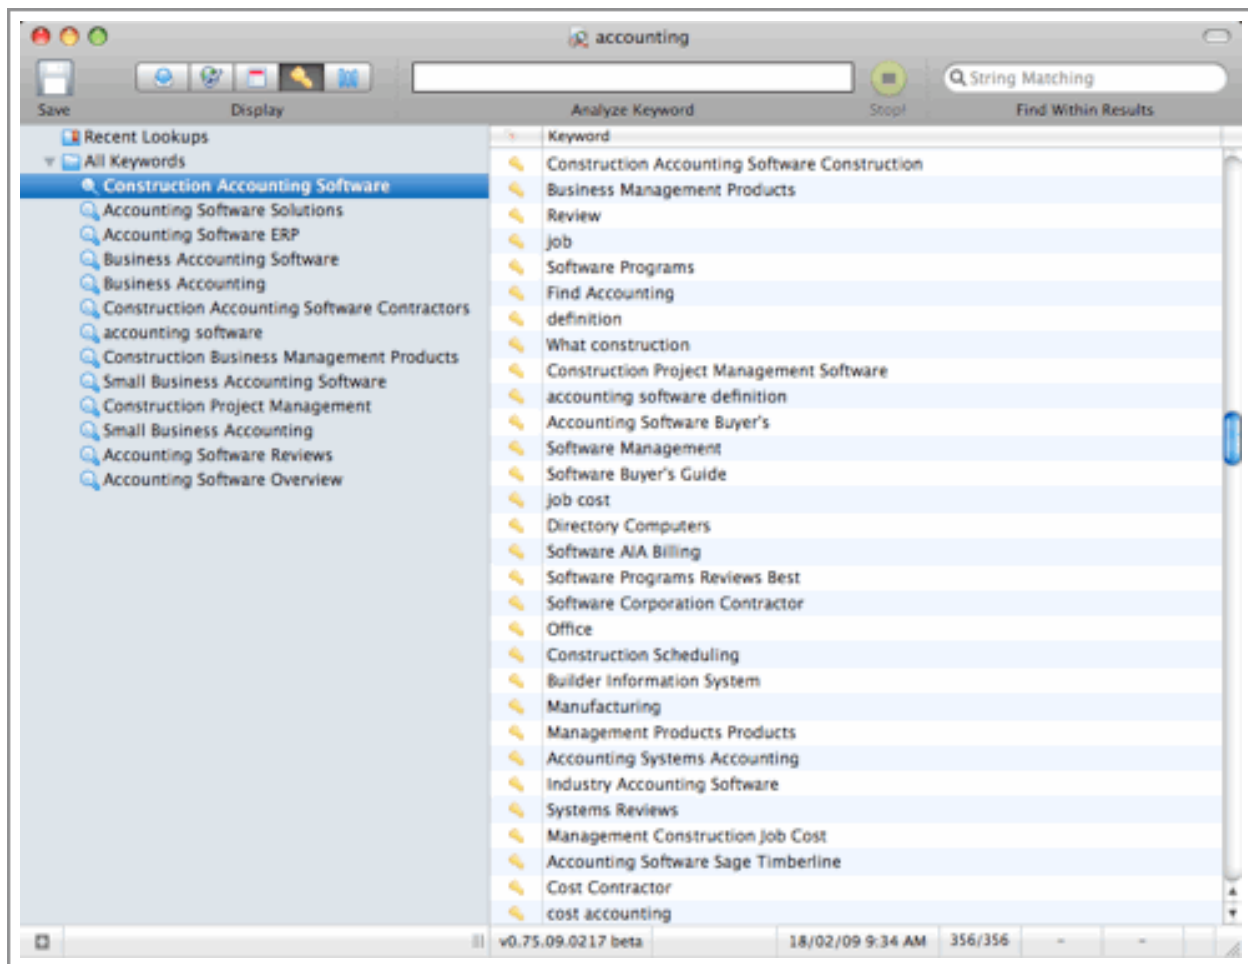 accounting
String Matching
Save
Display
Analyze Keyword
Stop!
Find Within Results
Recent Lookups
All Keywords
Construction Accounting Software
Accounting Software Solutions
Accounting Software ERP
Business Accounting Software
Business Accounting
Construction Accounting Software Contractors
accounting software
Construction Business Management Products
Small Business Accounting Software
Construction Project Management
Small Business Accounting
Accounting Software Reviews
Accounting Software Overview
Keyword
Construction Accounting Software Construction
Business Management Products
Review
job
Software Programs
Find Accounting
definition
What construction
Construction Project Management Software
accounting software definition
Accounting Software Buyer's
Software Management
Software Buyer's Guide
job cost
Directory Computers
Software AIA Billing
Software Programs Reviews Best
Software Corporation Contractor
Office
Construction Scheduling
Builder Information System
Manufacturing
Management Products Products
Accounting Systems Accounting
Industry Accounting Software
Systems Reviews
Management Construction Job Cost
Accounting Software Sage Timberline
Cost Contractor
cost accounting
v0.75.09.0217 beta
18/02/09 9:34 AM
356/356
-
-